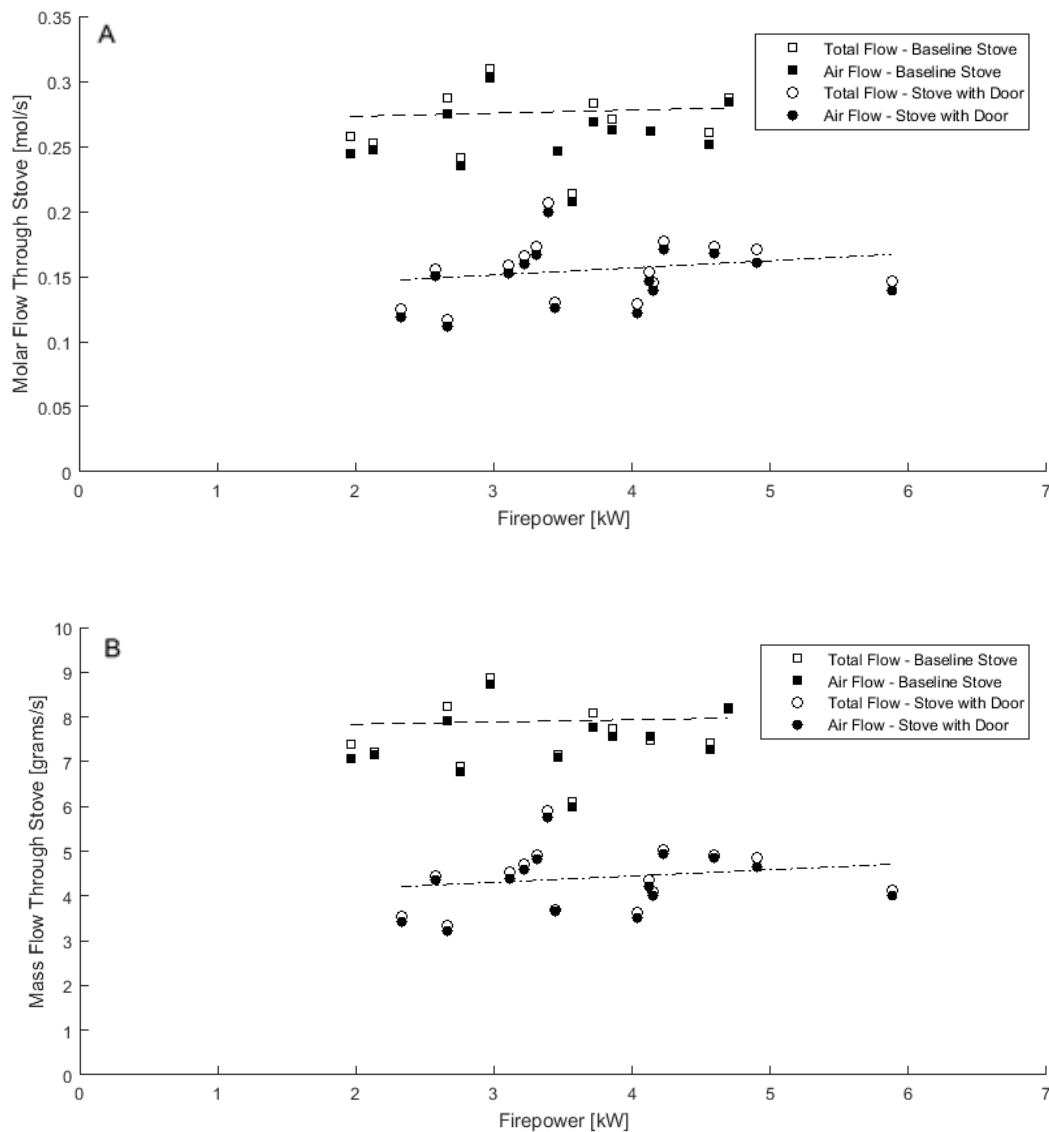 A
0.35
0.3
0.25
0.2
0.15
0.1
0.05
0
Molar Flow Through Stove [mol/s]
Total Flow - Baseline Stove
Air Flow - Baseline Stove
Total Flow - Stove with Door
Air Flow - Stove with Door
0 1 2 3 4 5 6 7
Firepower [kW]
B
10
9
8
7
6
5
4
3
2
1
0
Mass Flow Through Stove [grams/s]
Total Flow - Baseline Stove
Air Flow - Baseline Stove
Total Flow - Stove with Door
Air Flow - Stove with Door
0 1 2 3 4 5 6 7
Firepower [kW]